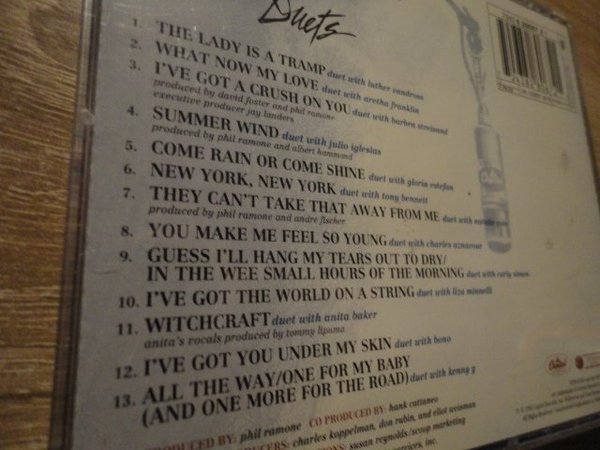 Duets
1. THE LADY IS A TRAMP duet with luther vandross
2. WHAT NOW MY LOVE duet with aretha franklin
3. I'VE GOT A CRUSH ON YOU duet with barbra streisand
produced by david foster and phil ramone
executive producer jay landers
4. SUMMER WIND duet with julio iglesias
produced by phil ramone and albert hammond
5. COME RAIN OR COME SHINE duet with gloria estefan
6. NEW YORK, NEW YORK duet with tony bennett
7. THEY CAN'T TAKE THAT AWAY FROM ME duet with natalie
produced by phil ramone and andre fischer
8. YOU MAKE ME FEEL SO YOUNG duet with charles aznavour
9. GUESS I'LL HANG MY TEARS OUT TO DRY/
IN THE WEE SMALL HOURS OF THE MORNING duet with carly simon
10. I'VE GOT THE WORLD ON A STRING duet with liza minnelli
11. WITCHCRAFT duet with anita baker
anita's vocals produced by tommy lipuma
12. I'VE GOT YOU UNDER MY SKIN duet with bono
13. ALL THE WAY/ONE FOR MY BABY
(AND ONE MORE FOR THE ROAD) duet with kenny g
PRODUCED BY: phil ramone CO PRODUCED BY: hank cattaneo
charles koppelman, don rubin, and eliot weisman
susan reynolds/scoop marketing
Capitol